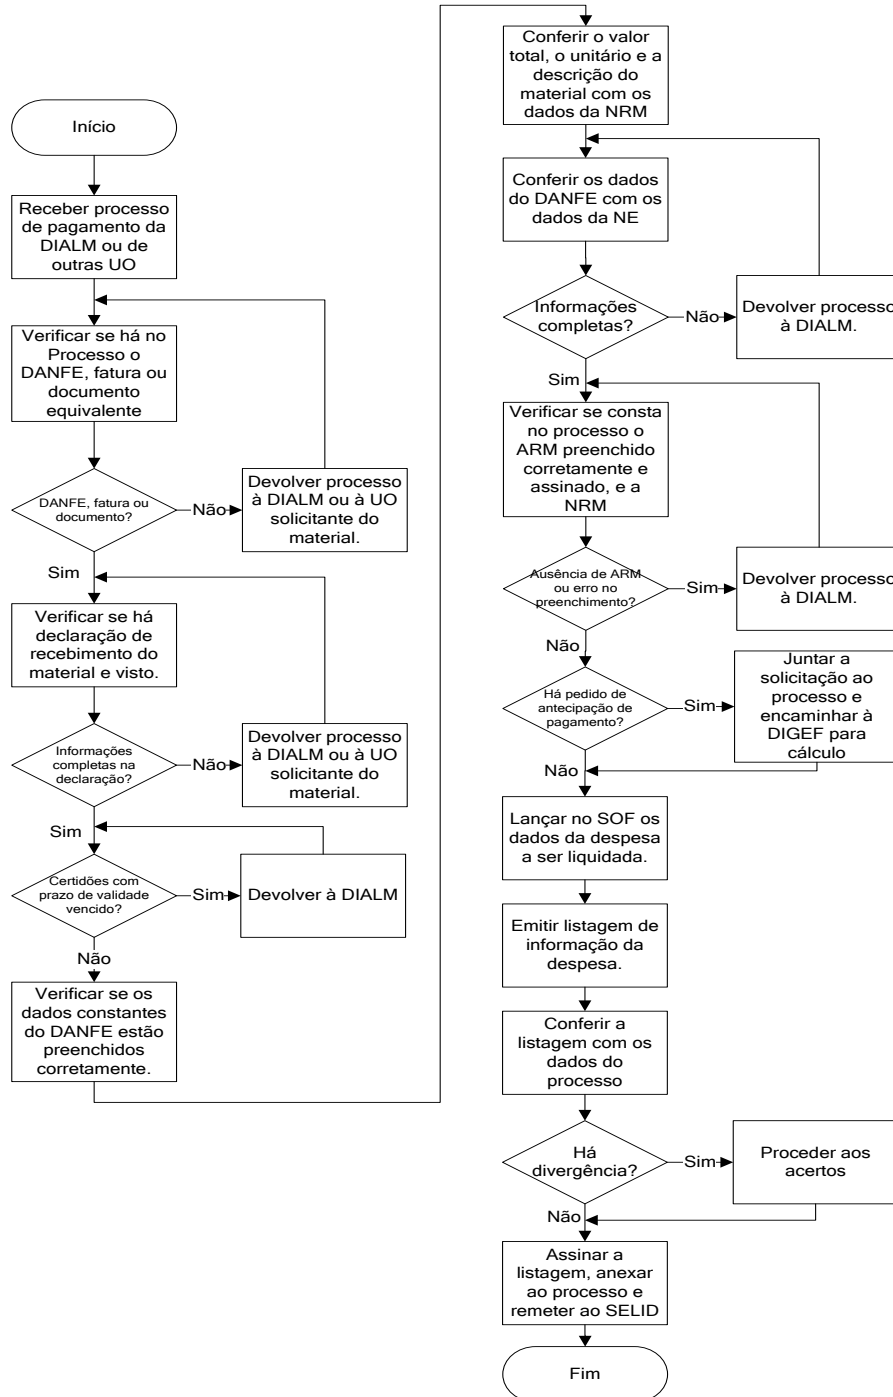 Início
Receber processo
de pagamento da
DIALM ou de
outras UO
Verificar se há no
Processo o
DANFE, fatura ou
documento
equivalente
DANFE, fatura ou
documento?
Não
Devolver processo
à DIALM ou à UO
solicitante do
material.
Sim
Verificar se há
declaração de
recebimento do
material e visto.
Informações
completas na
declaração?
Não
Devolver processo
à DIALM ou à UO
solicitante do
material.
Sim
Certidões com
prazo de validade
vencido?
Sim
Devolver à DIALM
Não
Verificar se os
dados constantes
do DANFE estão
preenchidos
corretamente.
Conferir o valor
total, o unitário e a
descrição do
material com os
dados da NRM
Conferir os dados
do DANFE com os
dados da NE
Informações
completas?
Não
Devolver processo
à DIALM.
Sim
Verificar se consta
no processo o
ARM preenchido
corretamente e
assinado, e a
NRM
Ausência de ARM
ou erro no
preenchimento?
Sim
Devolver processo
à DIALM.
Não
Há pedido de
antecipação de
pagamento?
Sim
Juntar a
solicitação ao
processo e
encaminhar à
DIGEF para
cálculo
Não
Lançar no SOF os
dados da despesa
a ser liquidada.
Emitir listagem de
informação da
despesa.
Conferir a
listagem com os
dados do
processo
Há
divergência?
Sim
Proceder aos
acertos
Não
Assinar a
listagem, anexar
ao processo e
remeter ao SELID
Fim